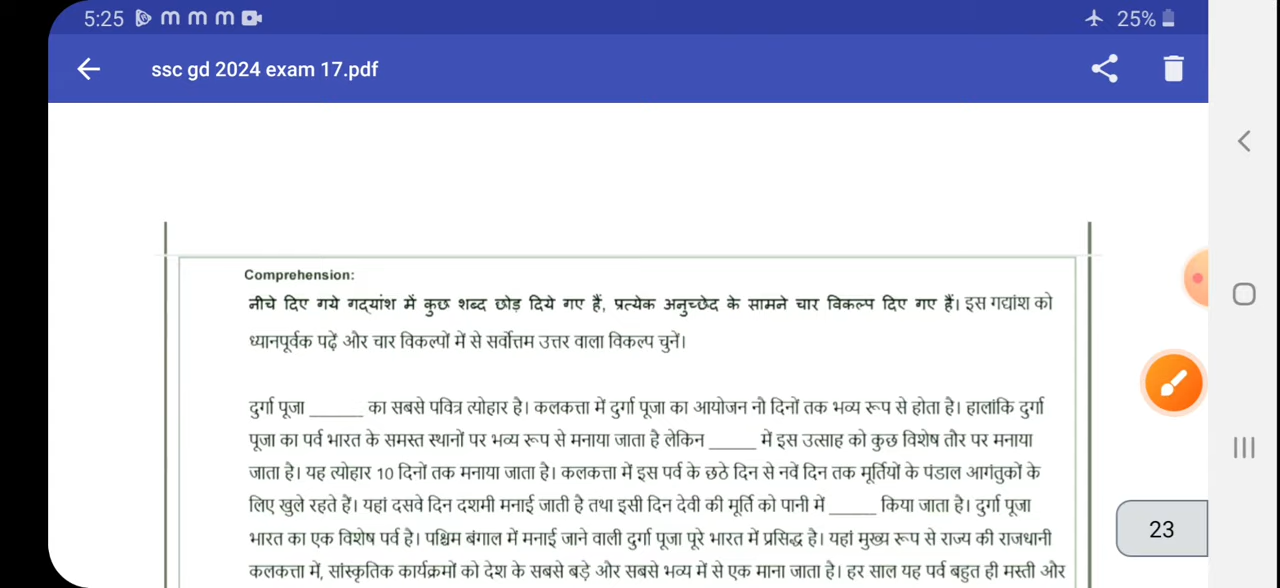 5:25 m m m 25%
ssc gd 2024 exam 17.pdf
Comprehension:
नीचे दिए गये गद्यांश में कुछ शब्द छोड़ दिये गए हैं, प्रत्येक अनुच्छेद के सामने चार विकल्प दिए गए हैं। इस गद्यांश को
ध्यानपूर्वक पढ़ें और चार विकल्पों में से सर्वोत्तम उत्तर वाला विकल्प चुनें।
दुर्गा पूजा ______ का सबसे पवित्र त्योहार है। कलकत्ता में दुर्गा पूजा का आयोजन नौ दिनों तक भव्य रूप से होता है। हालांकि दुर्गा
पूजा का पर्व भारत के समस्त स्थानों पर भव्य रूप से मनाया जाता है लेकिन _____ में इस उत्साह को कुछ विशेष तौर पर मनाया
जाता है। यह त्योहार 10 दिनों तक मनाया जाता है। कलकत्ता में इस पर्व के छठे दिन से नवें दिन तक मूर्तियों के पंडाल आगंतुकों के
लिए खुले रहते हैं। यहां दसवे दिन दशमी मनाई जाती है तथा इसी दिन देवी की मूर्ति को पानी में _____ किया जाता है। दुर्गा पूजा
भारत का एक विशेष पर्व है। पश्चिम बंगाल में मनाई जाने वाली दुर्गा पूजा पूरे भारत में प्रसिद्ध है। यहां मुख्य रूप से राज्य की राजधानी
कलकत्ता में, सांस्कृतिक कार्यक्रमों को देश के सबसे बड़े और सबसे भव्य में से एक माना जाता है। हर साल यह पर्व बहुत ही मस्ती और
23